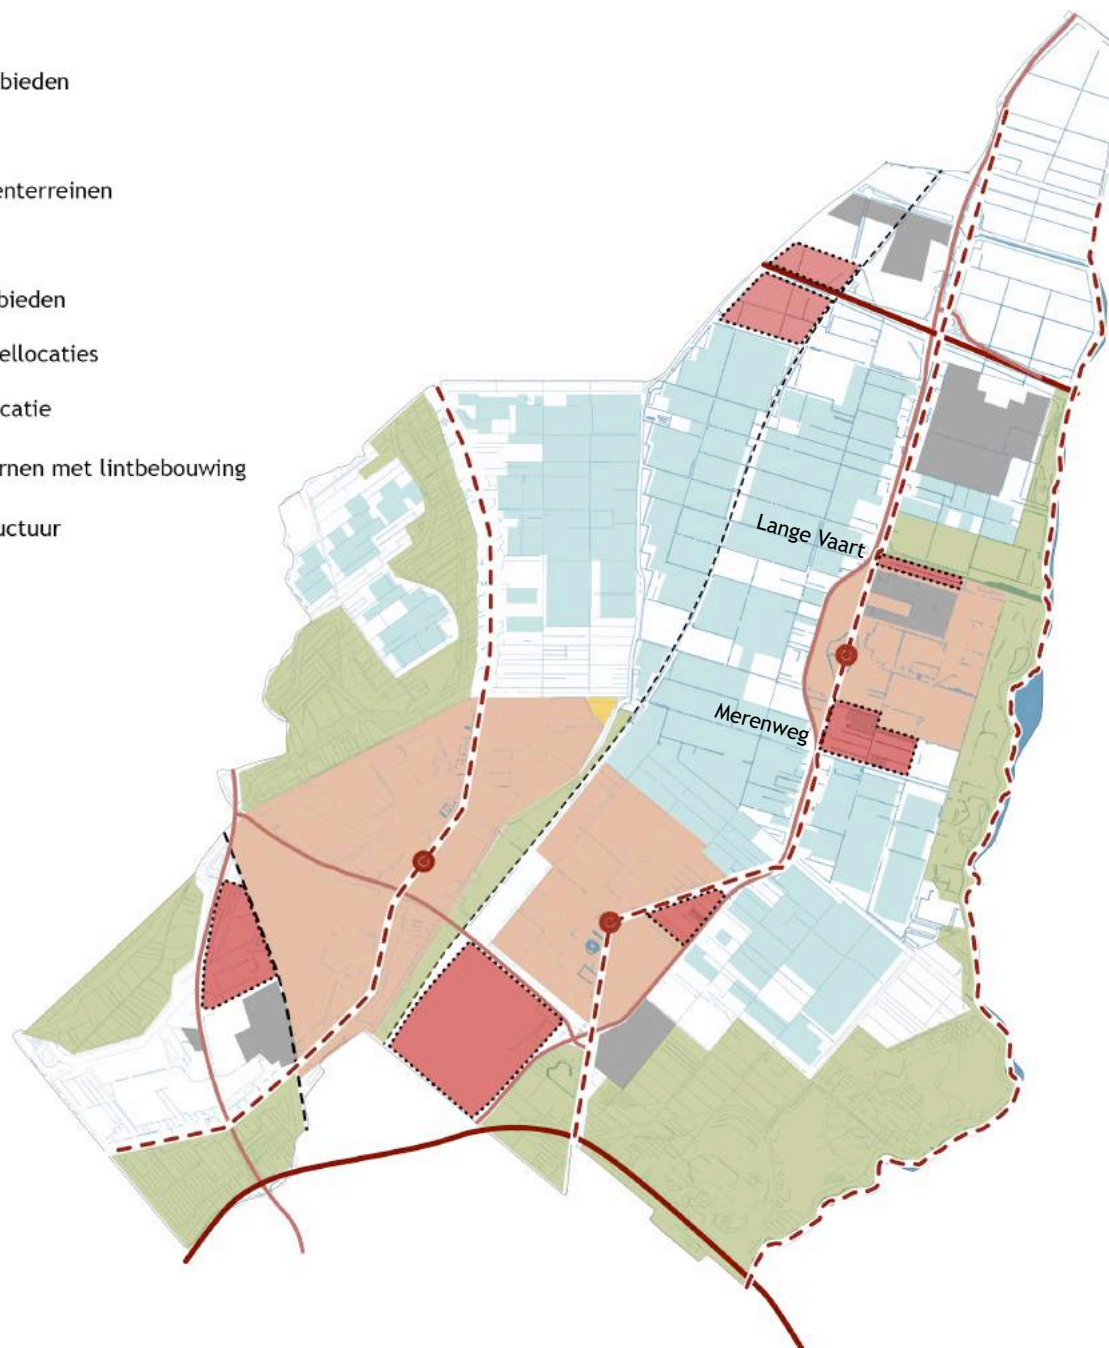 bieden
enterreinen
bieden
ellocaties
catie
rnen met lintbebouwing
uctuur
Lange Vaart
Merenweg